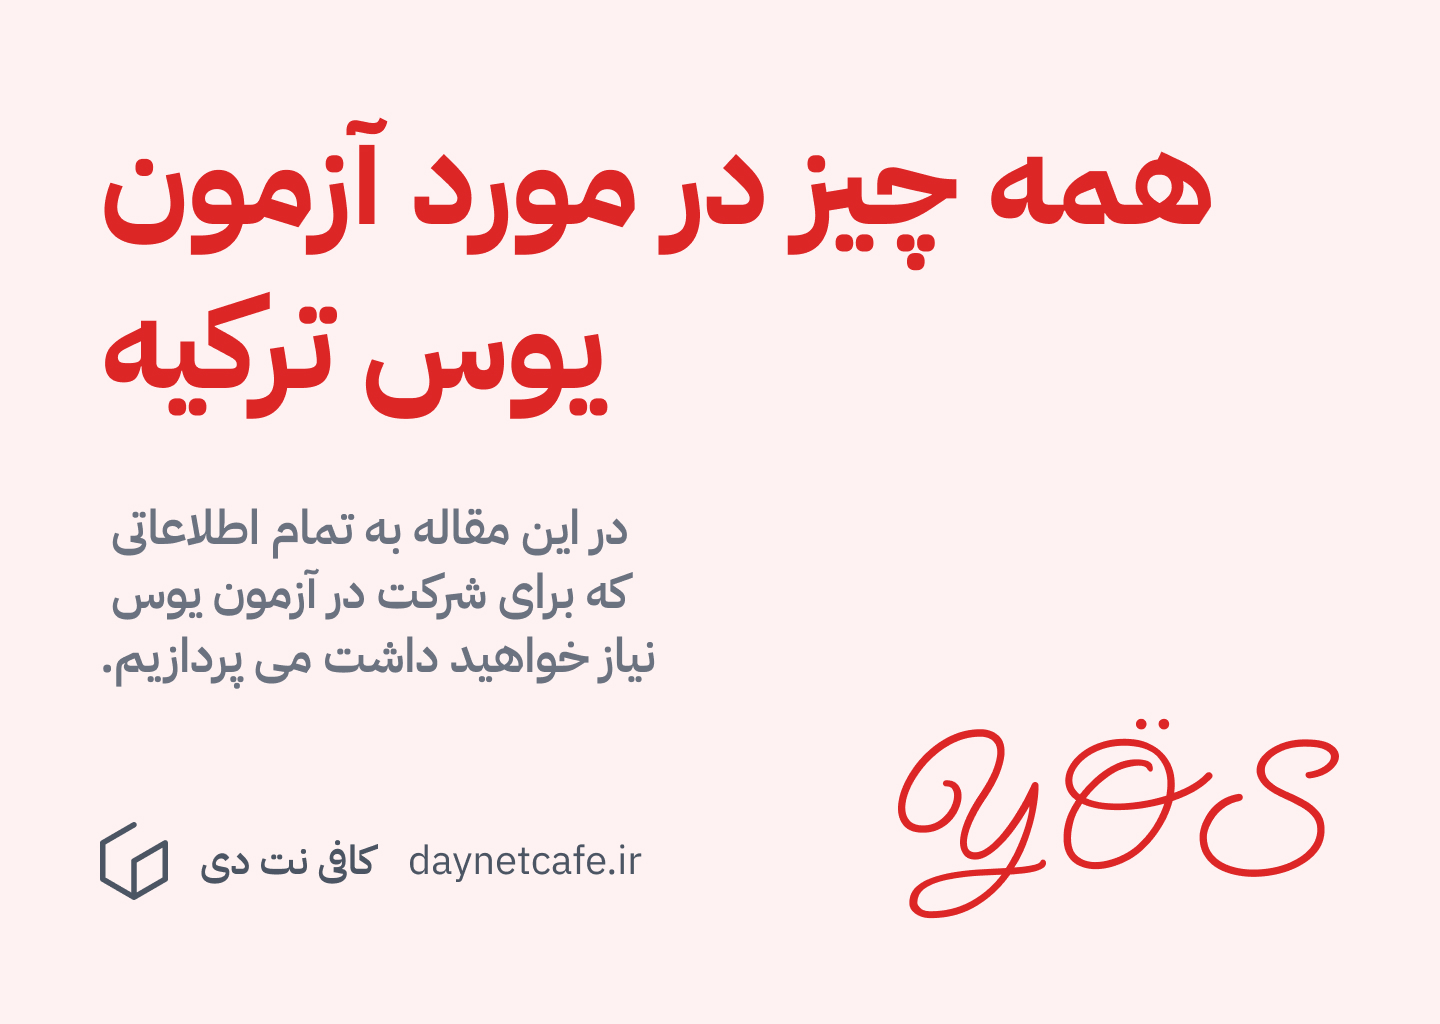 همه چیز در مورد آزمون
یوس ترکیه
در این مقاله به تمام اطلاعاتی
که برای شرکت در آزمون یوس
نیاز خواهید داشت می پردازیم.
YÖS
کافی نت دی daynetcafe.ir